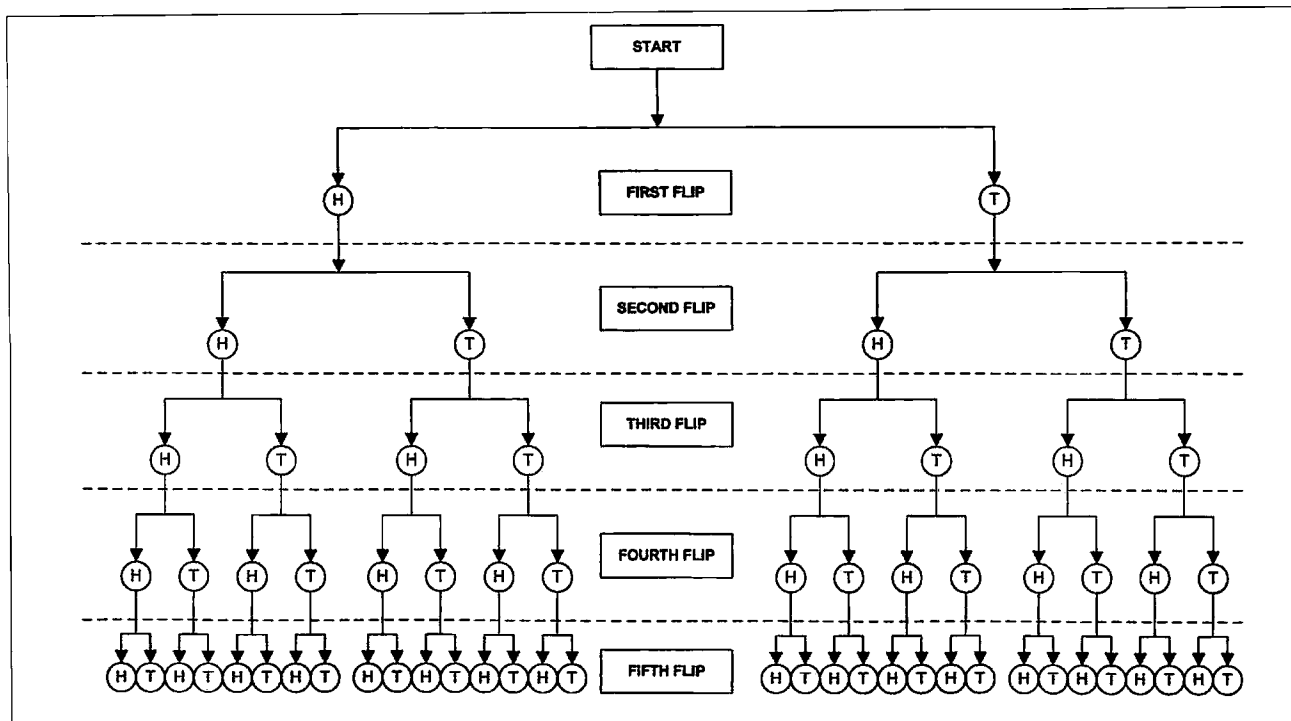 START
H FIRST FLIP T
H T SECOND FLIP H T
H T H T THIRD FLIP H T H T
H T H T H T H T FOURTH FLIP H T H T H T H T
H T H T H T H T H T H T H T H T FIFTH FLIP H T H T H T H T H T H T H T H T